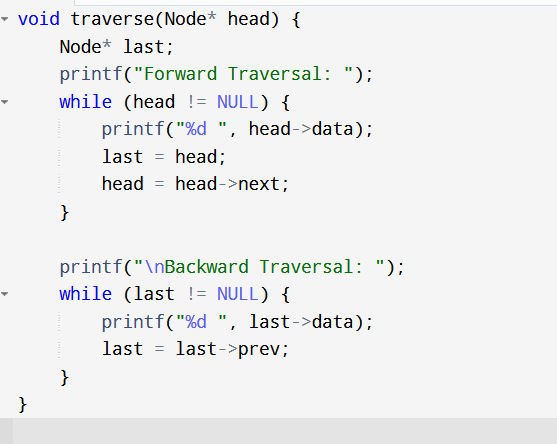 void traverse(Node* head) {
    Node* last;
    printf("Forward Traversal: ");
    while (head != NULL) {
        printf("%d ", head->data);
        last = head;
        head = head->next;
    }

    printf("\nBackward Traversal: ");
    while (last != NULL) {
        printf("%d ", last->data);
        last = last->prev;
    }
}